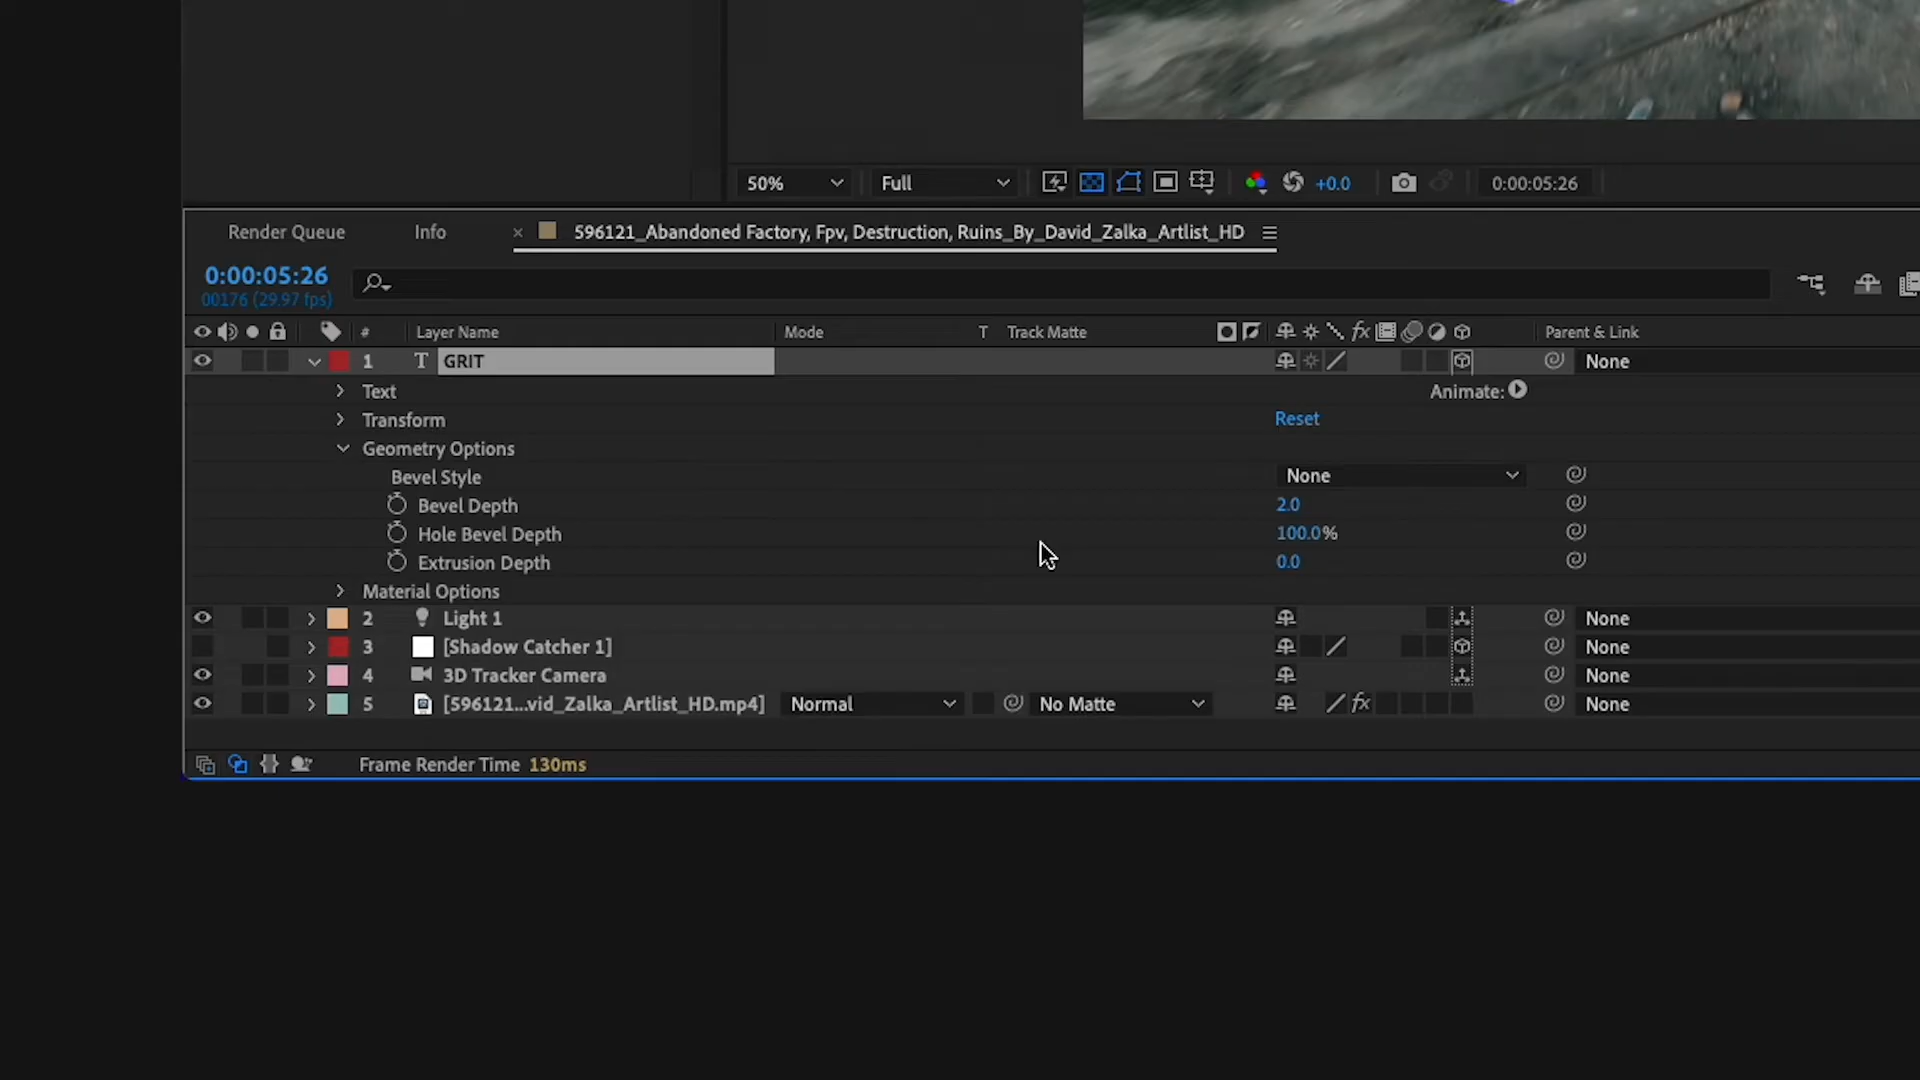 50% Full +0.0 0:00:05:26
Render Queue Info × 596121_Abandoned Factory, Fpv, Destruction, Ruins_By_David_Zalka_Artlist_HD
0:00:05:26
00176 (29.97 fps)
# Layer Name Mode T Track Matte fx Parent & Link
1 T GRIT None
Text Animate:
Transform Reset
Geometry Options
Bevel Style None
Bevel Depth 2.0
Hole Bevel Depth 100.0%
Extrusion Depth 0.0
Material Options
2 Light 1 None
3 [Shadow Catcher 1] None
4 3D Tracker Camera None
5 [596121...vid_Zalka_Artlist_HD.mp4] Normal No Matte fx None
Frame Render Time 130ms